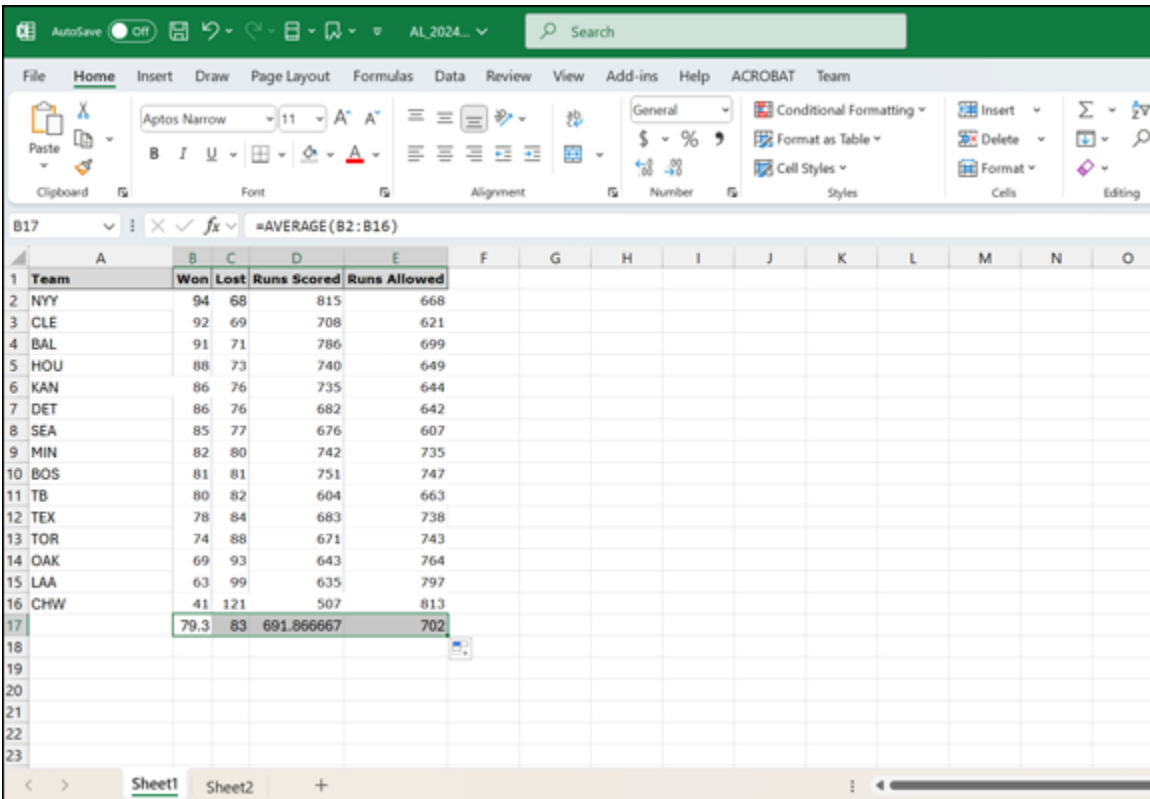 AutoSave Off AL_2024... Search
File Home Insert Draw Page Layout Formulas Data Review View Add-ins Help ACROBAT Team
Aptos Narrow 11 A^ A˅ General Conditional Formatting Insert Σ
Paste $ % , Format as Table Delete
B I U A Cell Styles Format
Clipboard Font Alignment Number Styles Cells Editing
B17 fx =AVERAGE(B2:B16)
A B C D E F G H I J K L M N O
1 Team Won Lost Runs Scored Runs Allowed
2 NYY 94 68 815 668
3 CLE 92 69 708 621
4 BAL 91 71 786 699
5 HOU 88 73 740 649
6 KAN 86 76 735 644
7 DET 86 76 682 642
8 SEA 85 77 676 607
9 MIN 82 80 742 735
10 BOS 81 81 751 747
11 TB 80 82 604 663
12 TEX 78 84 683 738
13 TOR 74 88 671 743
14 OAK 69 93 643 764
15 LAA 63 99 635 797
16 CHW 41 121 507 813
17 79.3 83 691.866667 702
18
19
20
21
22
23
Sheet1 Sheet2 +